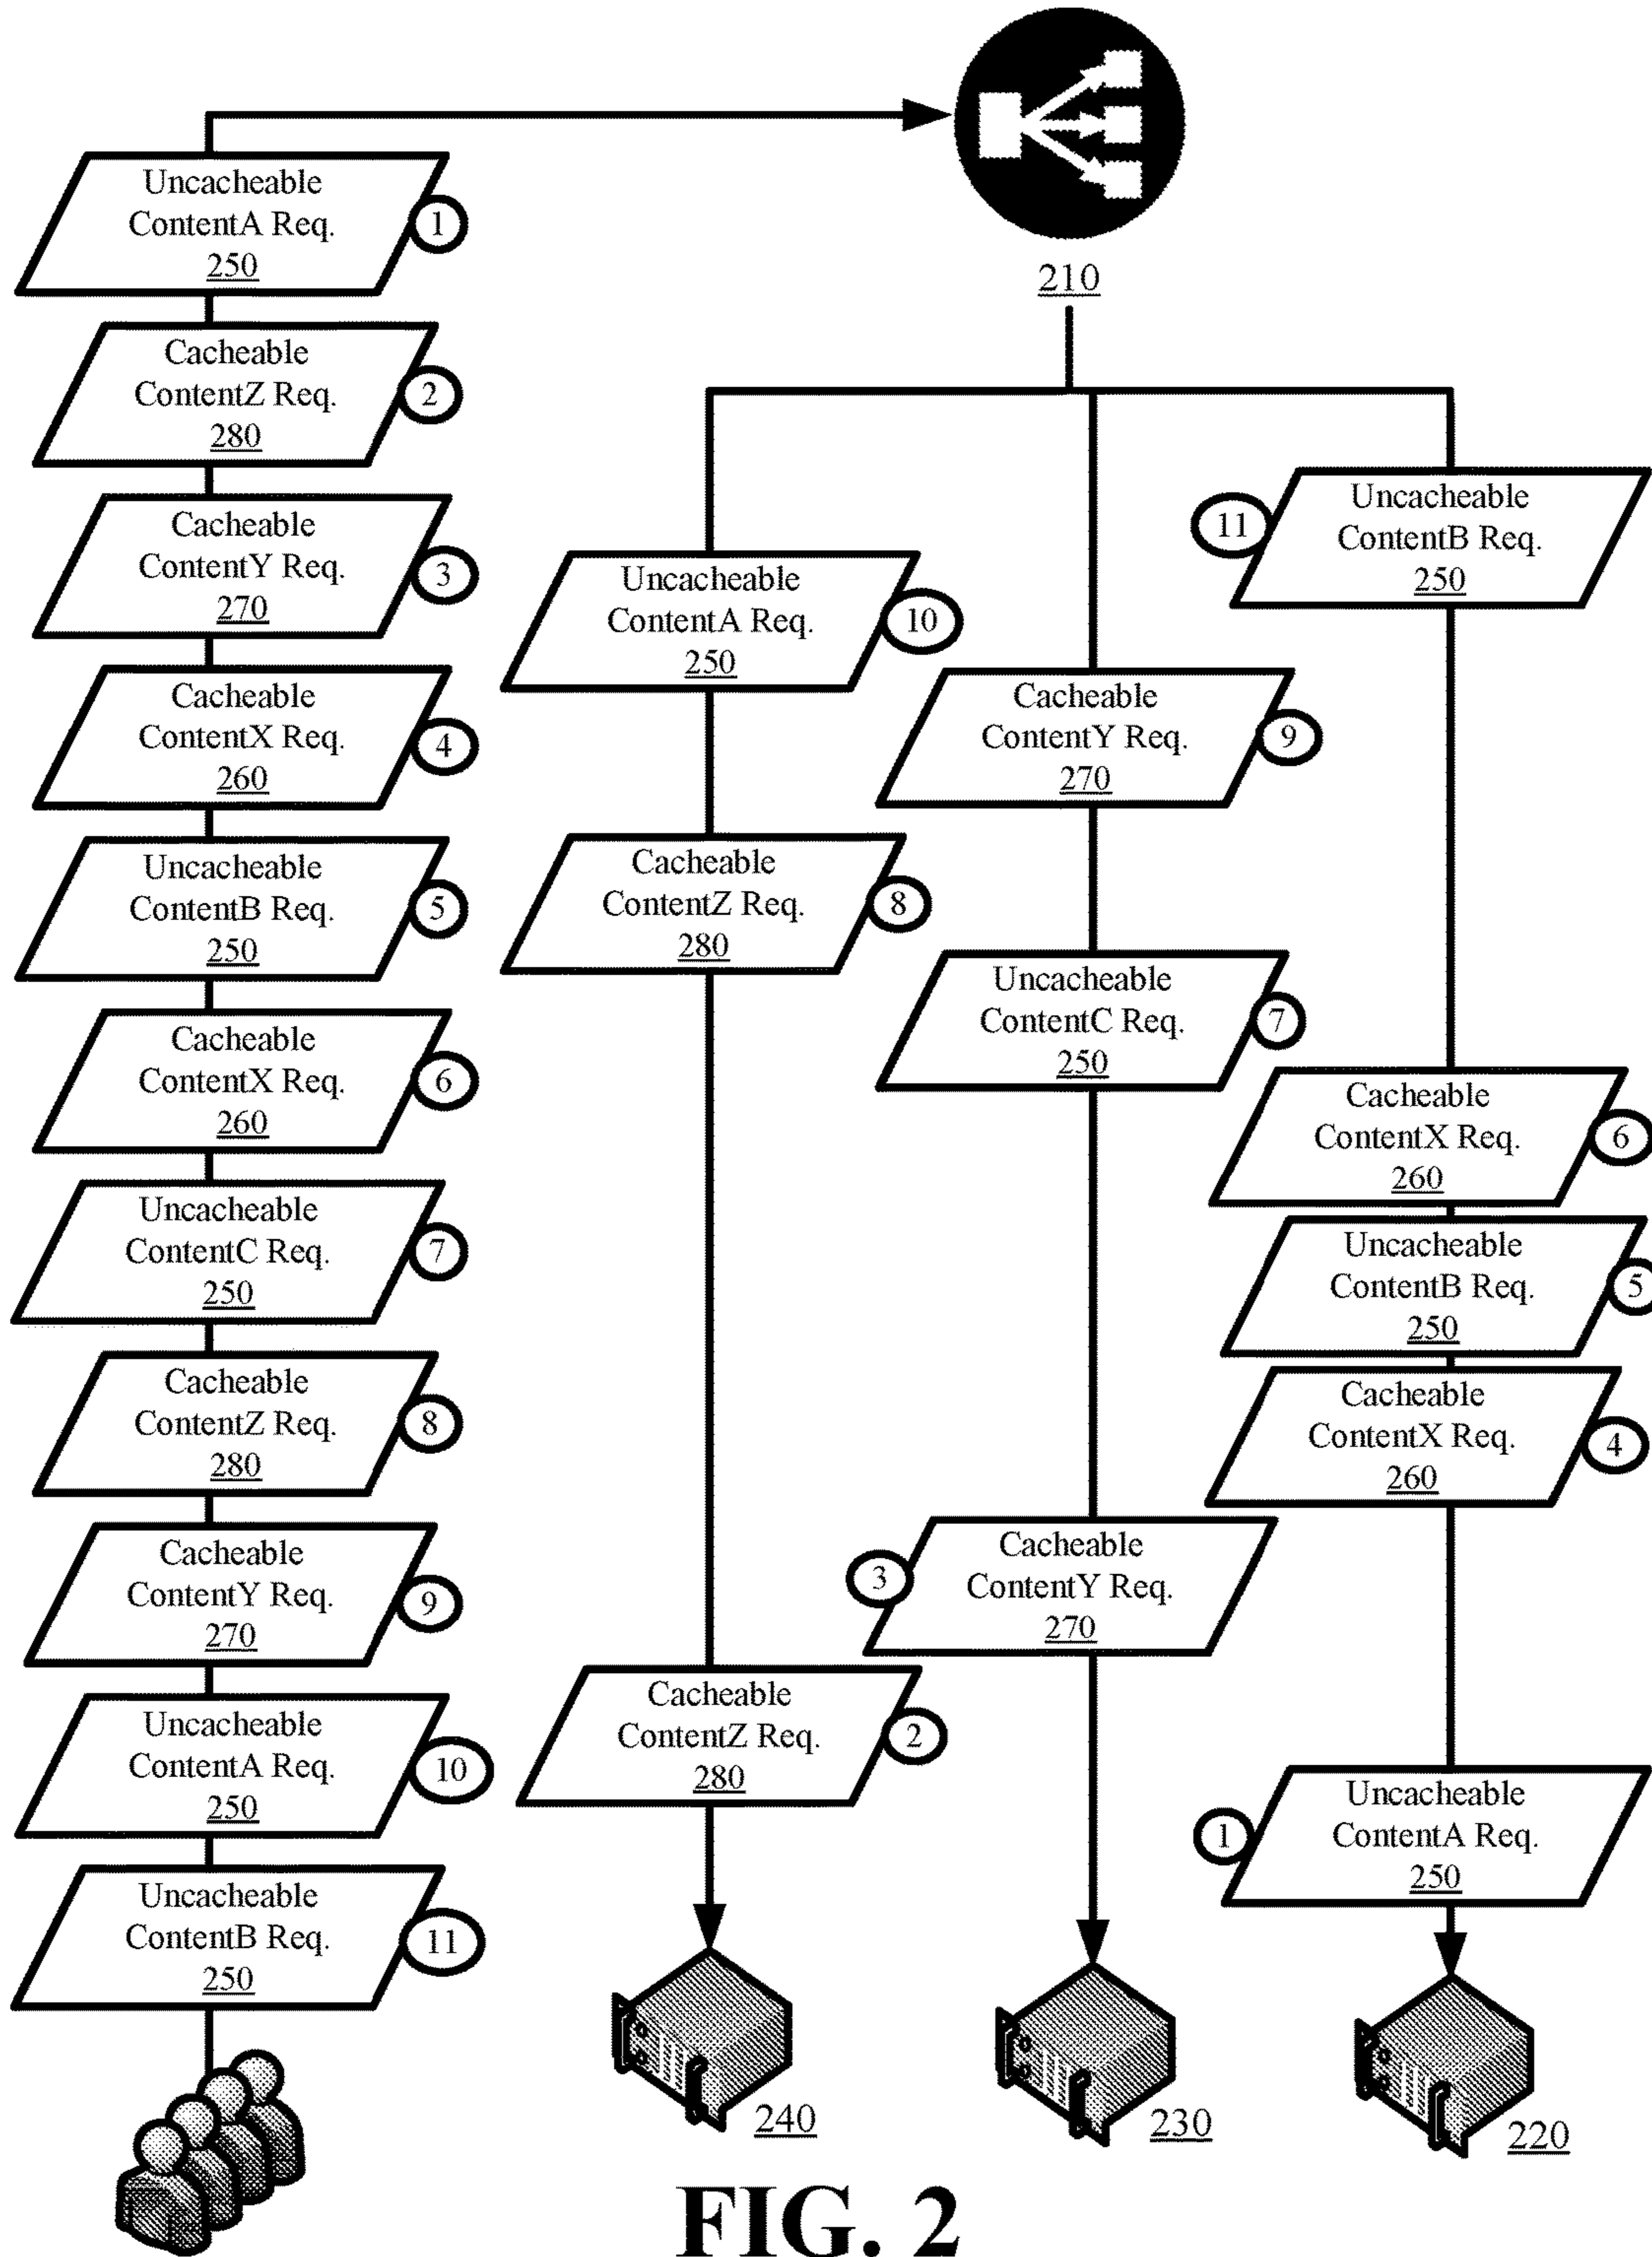 Uncacheable
ContentA Req.
250
1
Cacheable
ContentZ Req.
280
2
Cacheable
ContentY Req.
270
3
Cacheable
ContentX Req.
260
4
Uncacheable
ContentB Req.
250
5
Cacheable
ContentX Req.
260
6
Uncacheable
ContentC Req.
250
7
Cacheable
ContentZ Req.
280
8
Cacheable
ContentY Req.
270
9
Uncacheable
ContentA Req.
250
10
Uncacheable
ContentB Req.
250
11
210
Uncacheable
ContentA Req.
250
10
Cacheable
ContentZ Req.
280
8
Cacheable
ContentZ Req.
280
2
240
Cacheable
ContentY Req.
270
9
Uncacheable
ContentC Req.
250
7
Cacheable
ContentY Req.
270
3
230
Uncacheable
ContentB Req.
250
11
Cacheable
ContentX Req.
260
6
Uncacheable
ContentB Req.
250
5
Cacheable
ContentX Req.
260
4
Uncacheable
ContentA Req.
250
1
220
FIG. 2